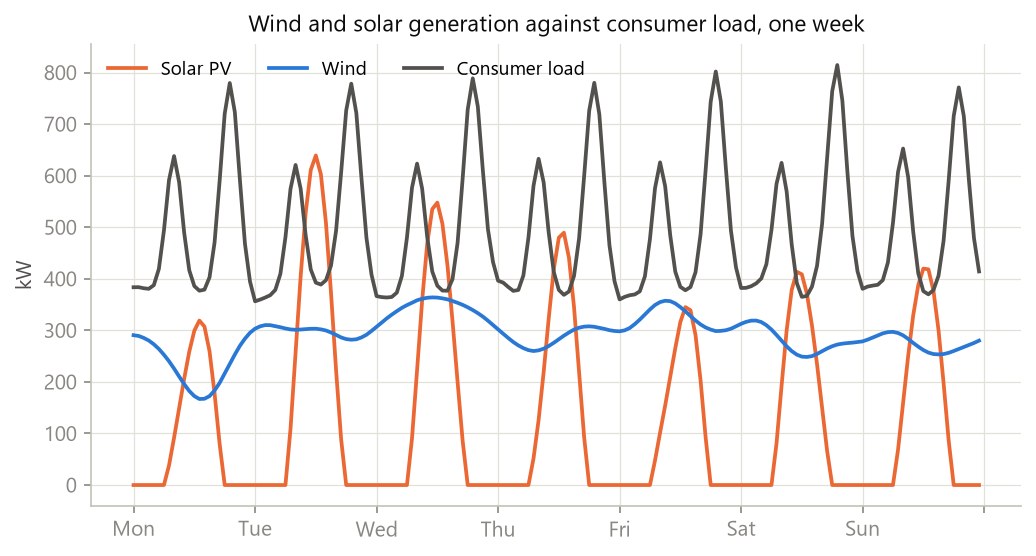 Wind and solar generation against consumer load, one week
Solar PV Wind Consumer load
kW
800
700
600
500
400
300
200
100
0
Mon Tue Wed Thu Fri Sat Sun